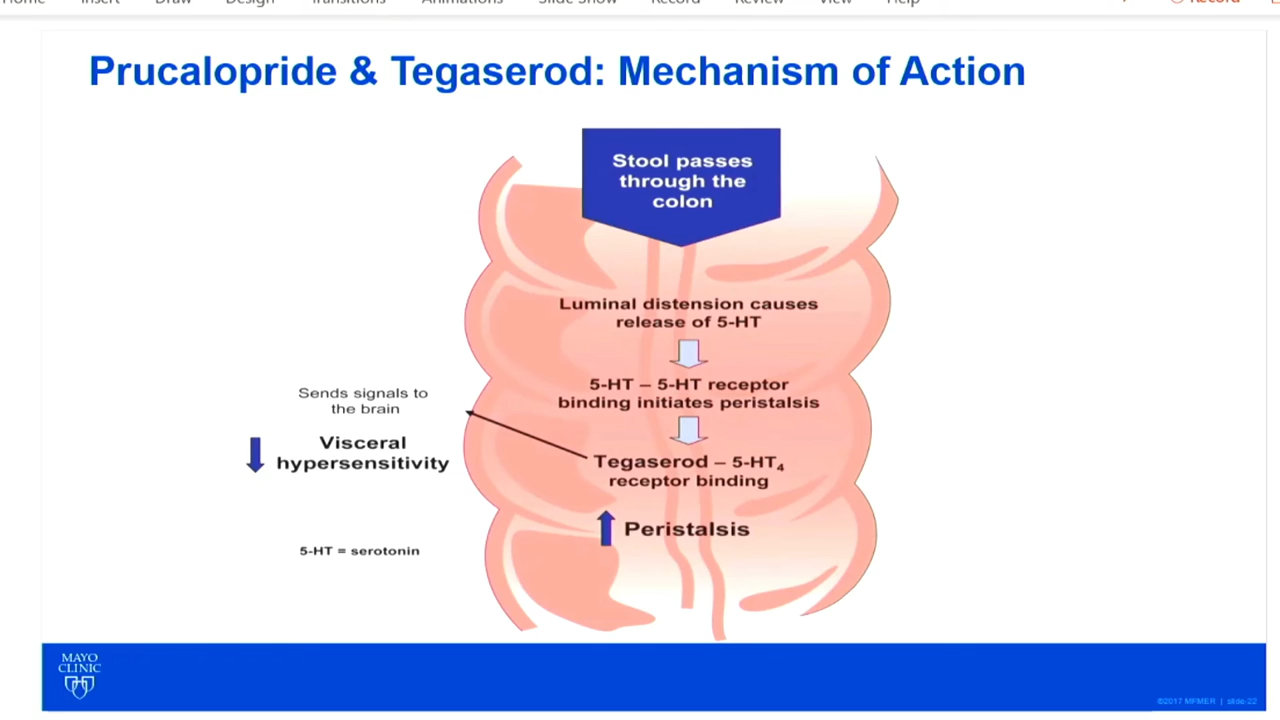 Home Insert Draw Design Transitions Animations Slide Show Record Review View Help Record
Prucalopride & Tegaserod: Mechanism of Action
Stool passes
through the
colon
Luminal distension causes
release of 5-HT
5-HT – 5-HT receptor
binding initiates peristalsis
Tegaserod – 5-HT₄
receptor binding
Peristalsis
Sends signals to
the brain
Visceral
hypersensitivity
5-HT = serotonin
MAYO
CLINIC
©2017 MFMER | slide-22